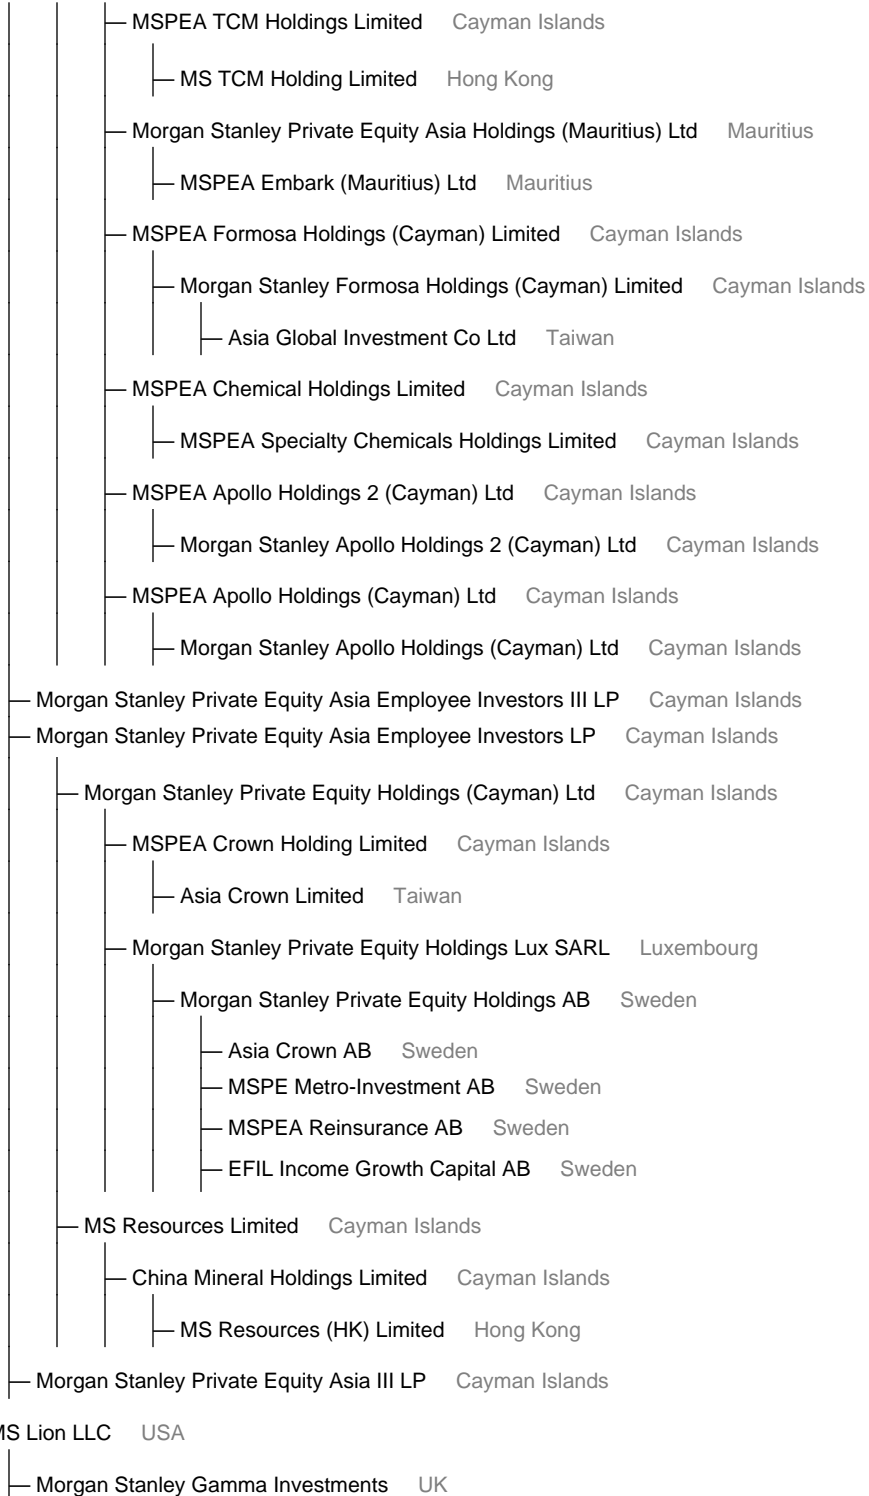 MSPEA TCM Holdings Limited Cayman Islands
MS TCM Holding Limited Hong Kong
Morgan Stanley Private Equity Asia Holdings (Mauritius) Ltd Mauritius
MSPEA Embark (Mauritius) Ltd Mauritius
MSPEA Formosa Holdings (Cayman) Limited Cayman Islands
Morgan Stanley Formosa Holdings (Cayman) Limited Cayman Islands
Asia Global Investment Co Ltd Taiwan
MSPEA Chemical Holdings Limited Cayman Islands
MSPEA Specialty Chemicals Holdings Limited Cayman Islands
MSPEA Apollo Holdings 2 (Cayman) Ltd Cayman Islands
Morgan Stanley Apollo Holdings 2 (Cayman) Ltd Cayman Islands
MSPEA Apollo Holdings (Cayman) Ltd Cayman Islands
Morgan Stanley Apollo Holdings (Cayman) Ltd Cayman Islands
Morgan Stanley Private Equity Asia Employee Investors III LP Cayman Islands
Morgan Stanley Private Equity Asia Employee Investors LP Cayman Islands
Morgan Stanley Private Equity Holdings (Cayman) Ltd Cayman Islands
MSPEA Crown Holding Limited Cayman Islands
Asia Crown Limited Taiwan
Morgan Stanley Private Equity Holdings Lux SARL Luxembourg
Morgan Stanley Private Equity Holdings AB Sweden
Asia Crown AB Sweden
MSPE Metro-Investment AB Sweden
MSPEA Reinsurance AB Sweden
EFIL Income Growth Capital AB Sweden
MS Resources Limited Cayman Islands
China Mineral Holdings Limited Cayman Islands
MS Resources (HK) Limited Hong Kong
Morgan Stanley Private Equity Asia III LP Cayman Islands
MS Lion LLC USA
Morgan Stanley Gamma Investments UK